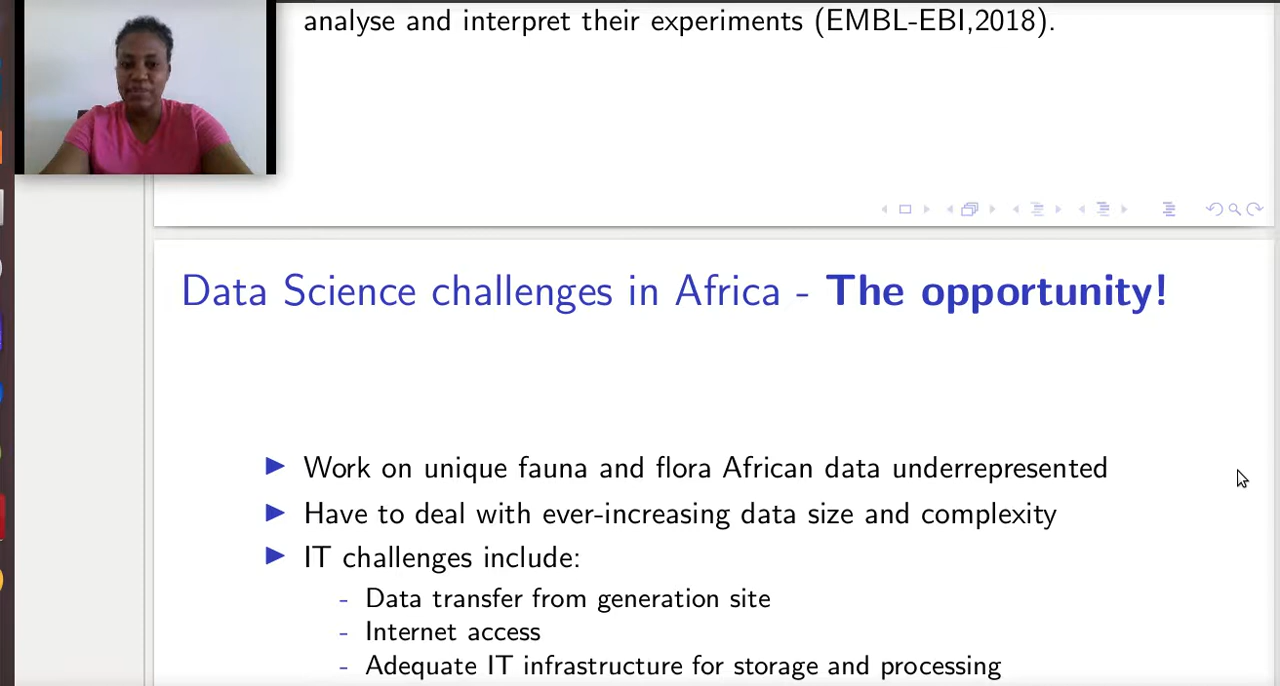 analyse and interpret their experiments (EMBL-EBI,2018).
Data Science challenges in Africa - The opportunity!
Work on unique fauna and flora African data underrepresented
Have to deal with ever-increasing data size and complexity
IT challenges include:
- Data transfer from generation site
- Internet access
- Adequate IT infrastructure for storage and processing